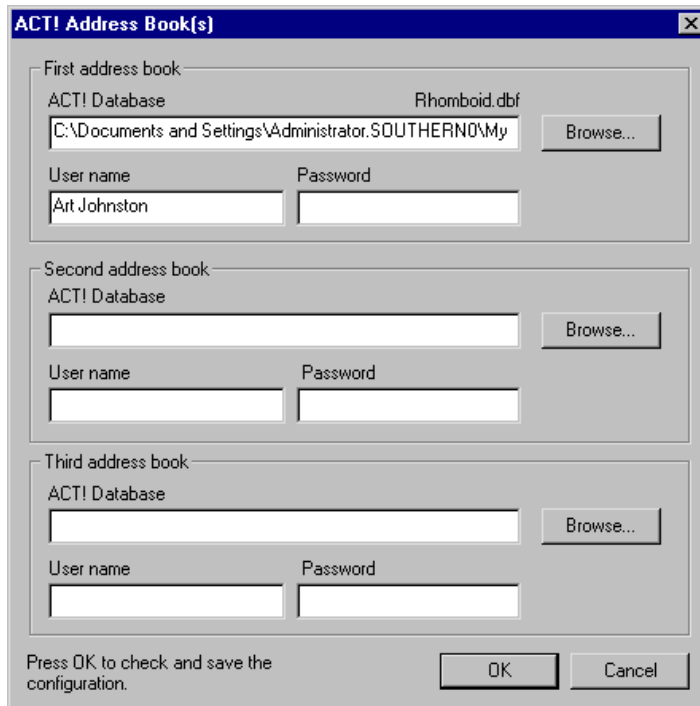 ACT! Address Book(s)
First address book
ACT! Database Rhomboid.dbf
C:\Documents and Settings\Administrator.SOUTHERN0\My Browse...
User name Password
Art Johnston
Second address book
ACT! Database
Browse...
User name Password
Third address book
ACT! Database
Browse...
User name Password
Press OK to check and save the
configuration.
OK Cancel